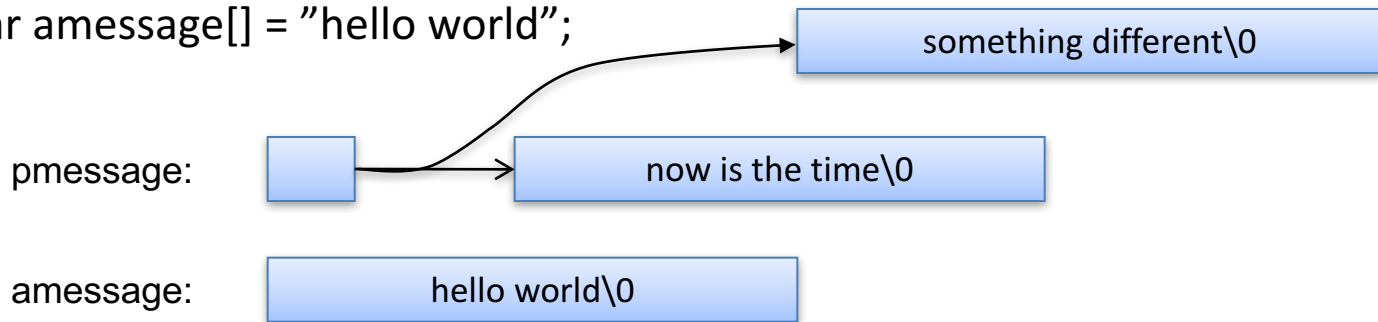 ar amessage[] = ”hello world”;
something different\0
pmessage: now is the time\0
amessage: hello world\0